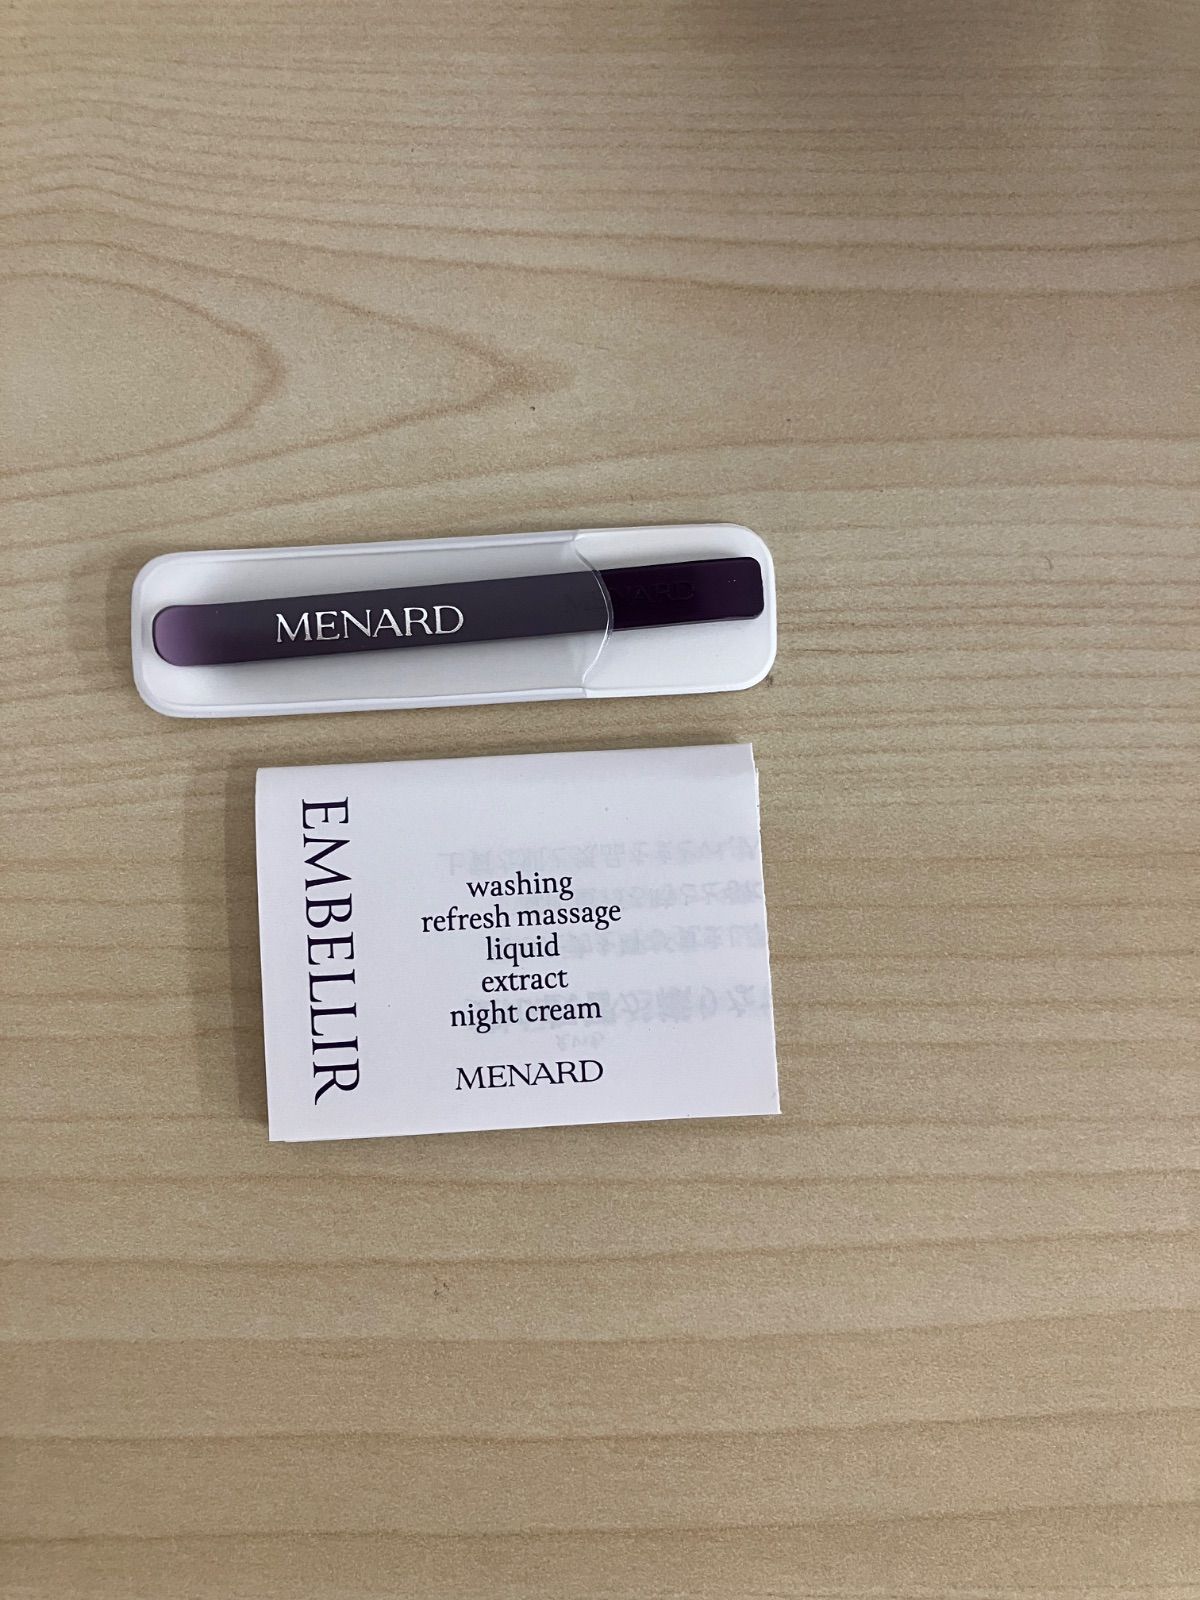 MENARD
EMBELLIR
washing
refresh massage
liquid
extract
night cream
MENARD